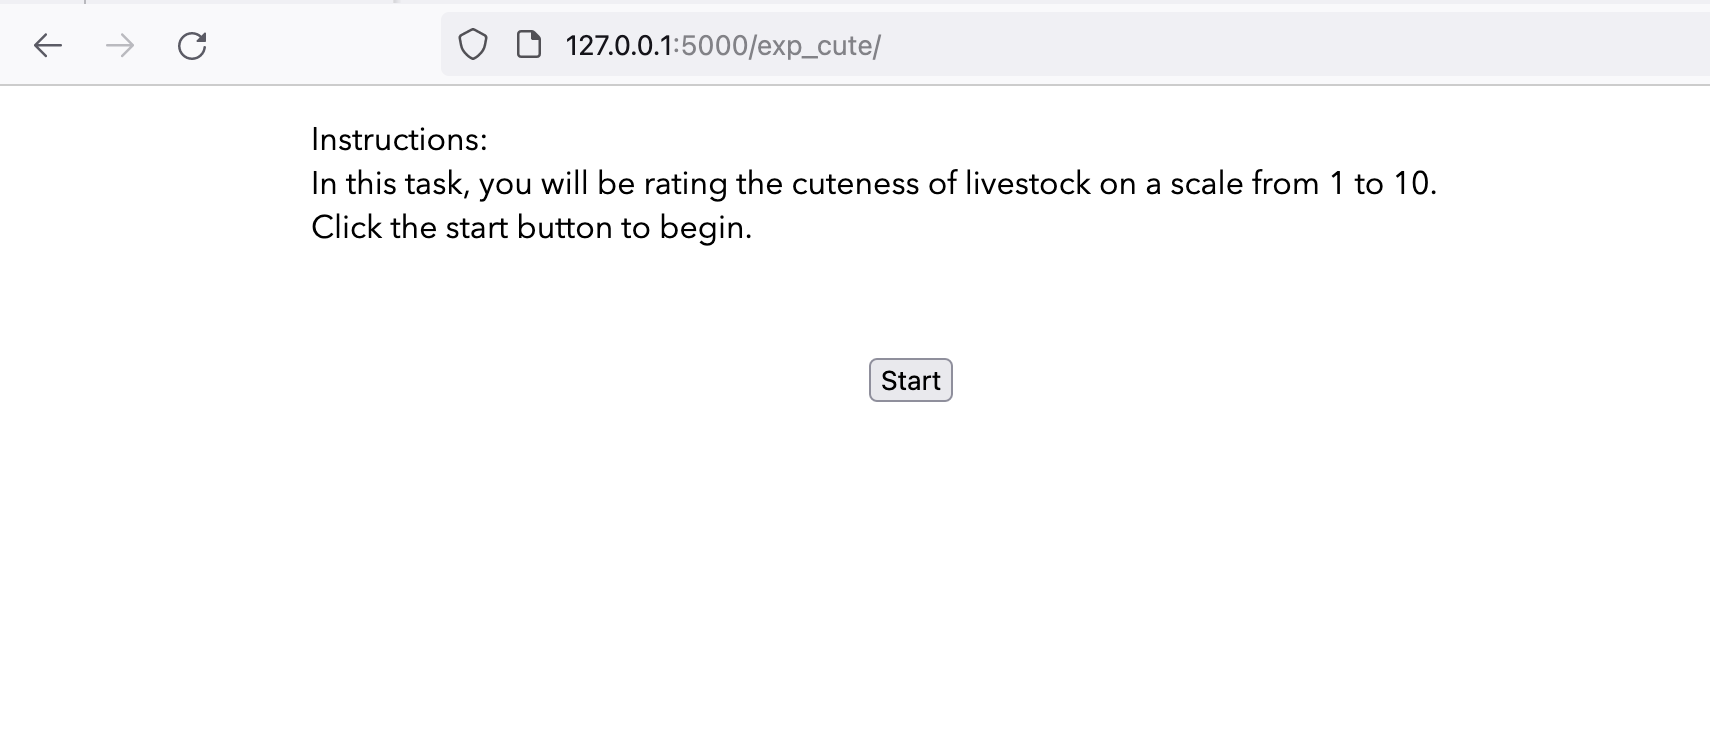 127.0.0.1:5000/exp_cute/
Instructions:
In this task, you will be rating the cuteness of livestock on a scale from 1 to 10.
Click the start button to begin.
Start